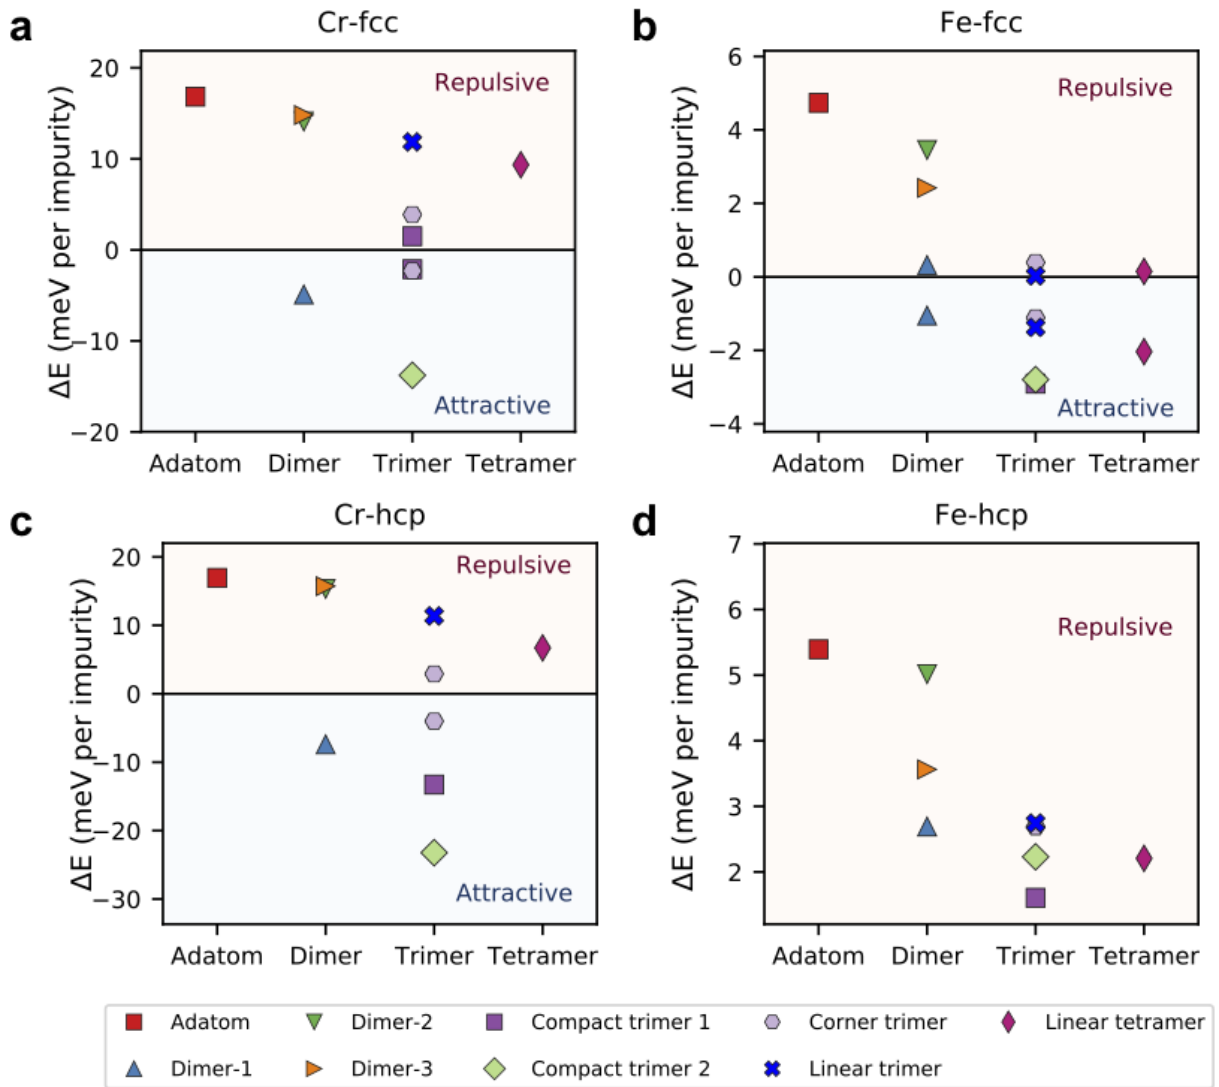 a
Cr-fcc
ΔE (meV per impurity)
20
10
0
−10
−20
Repulsive
Attractive
Adatom Dimer Trimer Tetramer
b
Fe-fcc
ΔE (meV per impurity)
6
4
2
0
−2
−4
Repulsive
Attractive
Adatom Dimer Trimer Tetramer
c
Cr-hcp
ΔE (meV per impurity)
20
10
0
−10
−20
−30
Repulsive
Attractive
Adatom Dimer Trimer Tetramer
d
Fe-hcp
ΔE (meV per impurity)
7
6
5
4
3
2
Repulsive
Adatom Dimer Trimer Tetramer
Adatom Dimer-2 Compact trimer 1 Corner trimer Linear tetramer
Dimer-1 Dimer-3 Compact trimer 2 Linear trimer